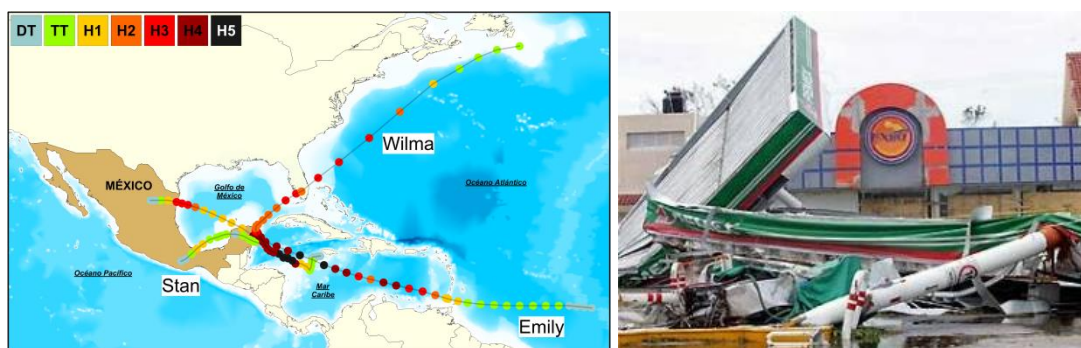 DT TT H1 H2 H3 H4 H5
Wilma
MÉXICO
Golfo de
México
Océano Atlántico
Océano Pacífico
Stan
Mar
Caribe
Emily